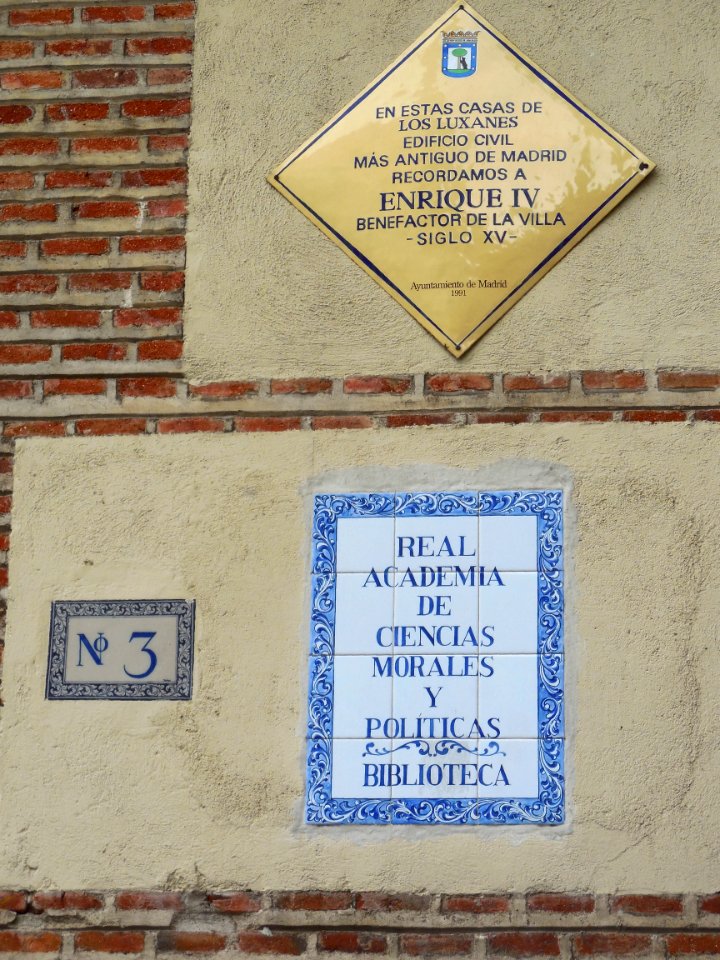 EN ESTAS CASAS DE
LOS LUXANES
EDIFICIO CIVIL
MÁS ANTIGUO DE MADRID
RECORDAMOS A
ENRIQUE IV
BENEFACTOR DE LA VILLA
-SIGLO XV-
Ayuntamiento de Madrid
1991
REAL
ACADEMIA
DE
CIENCIAS
MORALES
Y
POLÍTICAS
BIBLIOTECA
Nº 3